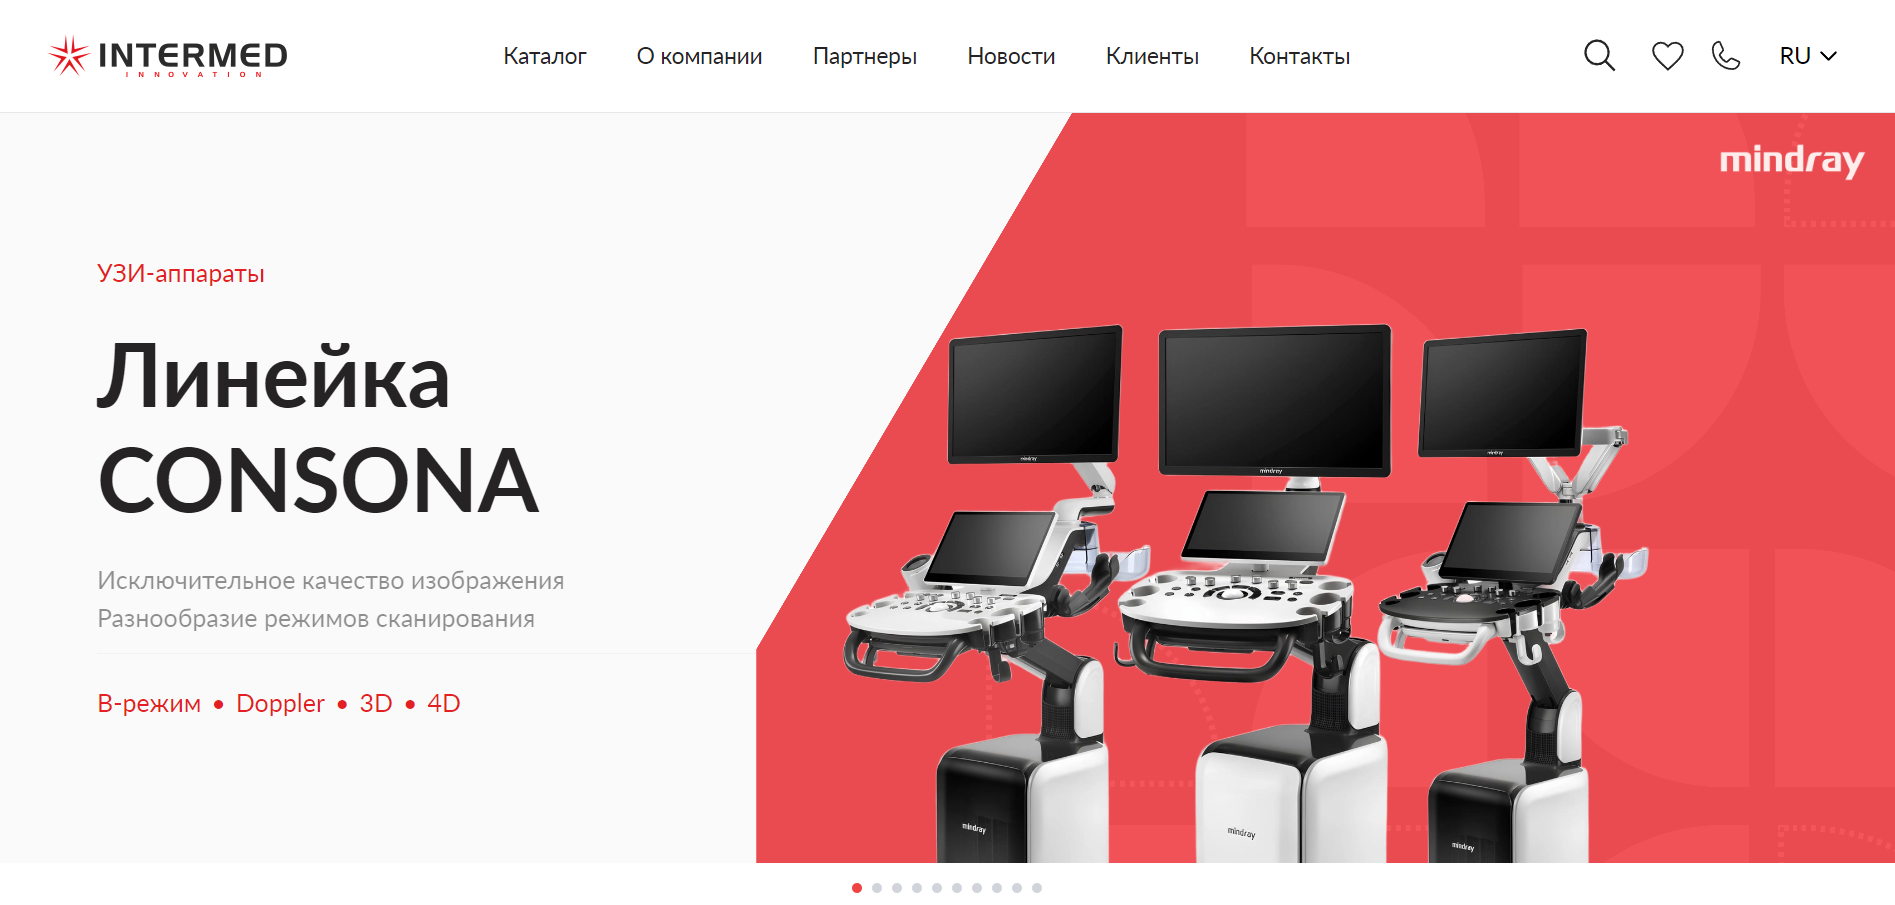 INTERMED
INNOVATION
Каталог
О компании
Партнеры
Новости
Клиенты
Контакты
RU
mindray
УЗИ-аппараты
Линейка
CONSONA
Исключительное качество изображения
Разнообразие режимов сканирования
В-режим • Doppler • 3D • 4D
mindray
mindray
mindray
mindray
mindray
mindray